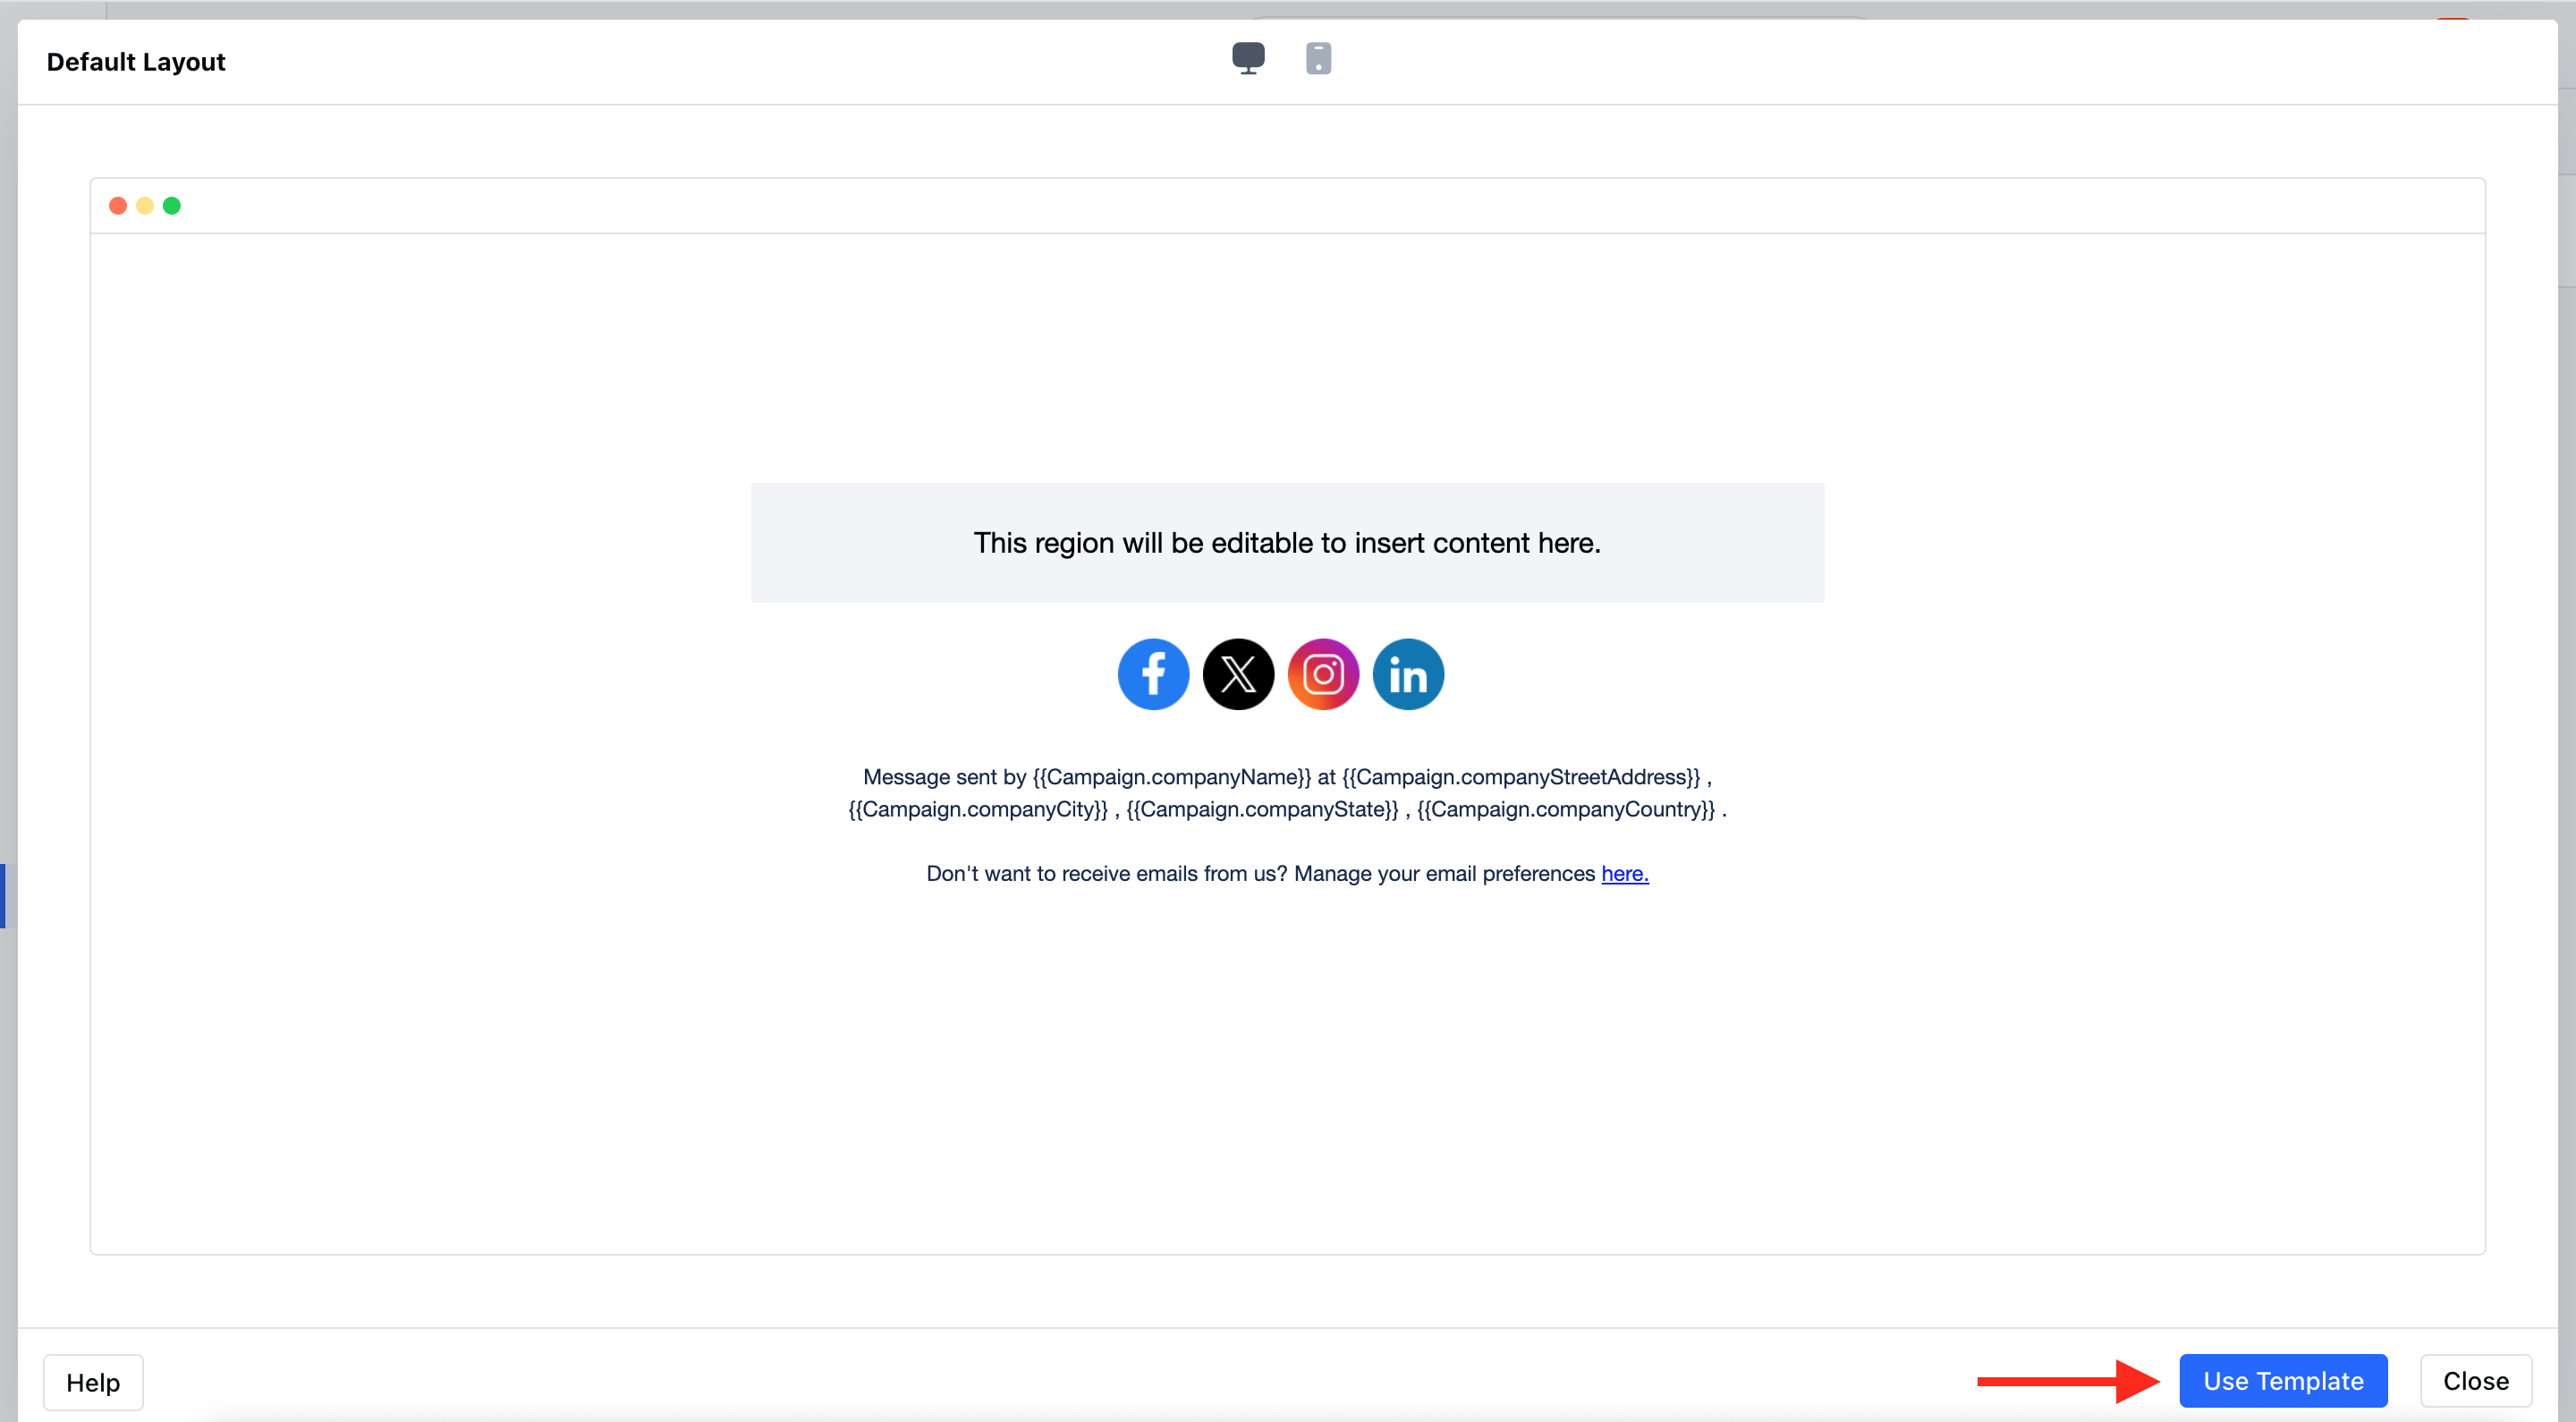 Default Layout
This region will be editable to insert content here.
Message sent by {{Campaign.companyName}} at {{Campaign.companyStreetAddress}} ,
{{Campaign.companyCity}} , {{Campaign.companyState}} , {{Campaign.companyCountry}} .
Don't want to receive emails from us? Manage your email preferences here.
Help
Use Template
Close